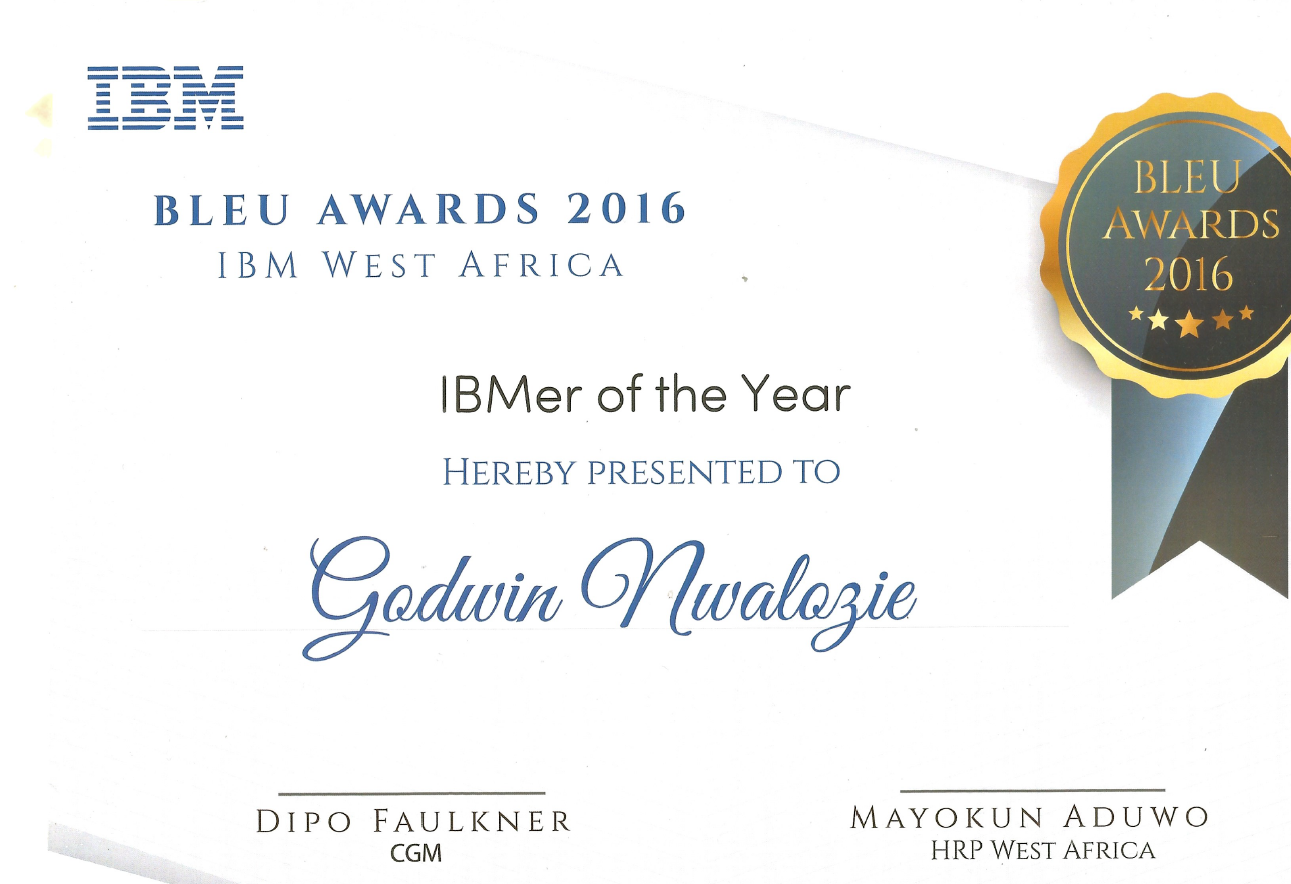 IBM
BLEU AWARDS 2016
IBM WEST AFRICA
BLEU
AWARDS
2016
IBMer of the Year
HEREBY PRESENTED TO
Godwin Nwalozie
DIPO FAULKNER
CGM
MAYOKUN ADUWO
HRP WEST AFRICA